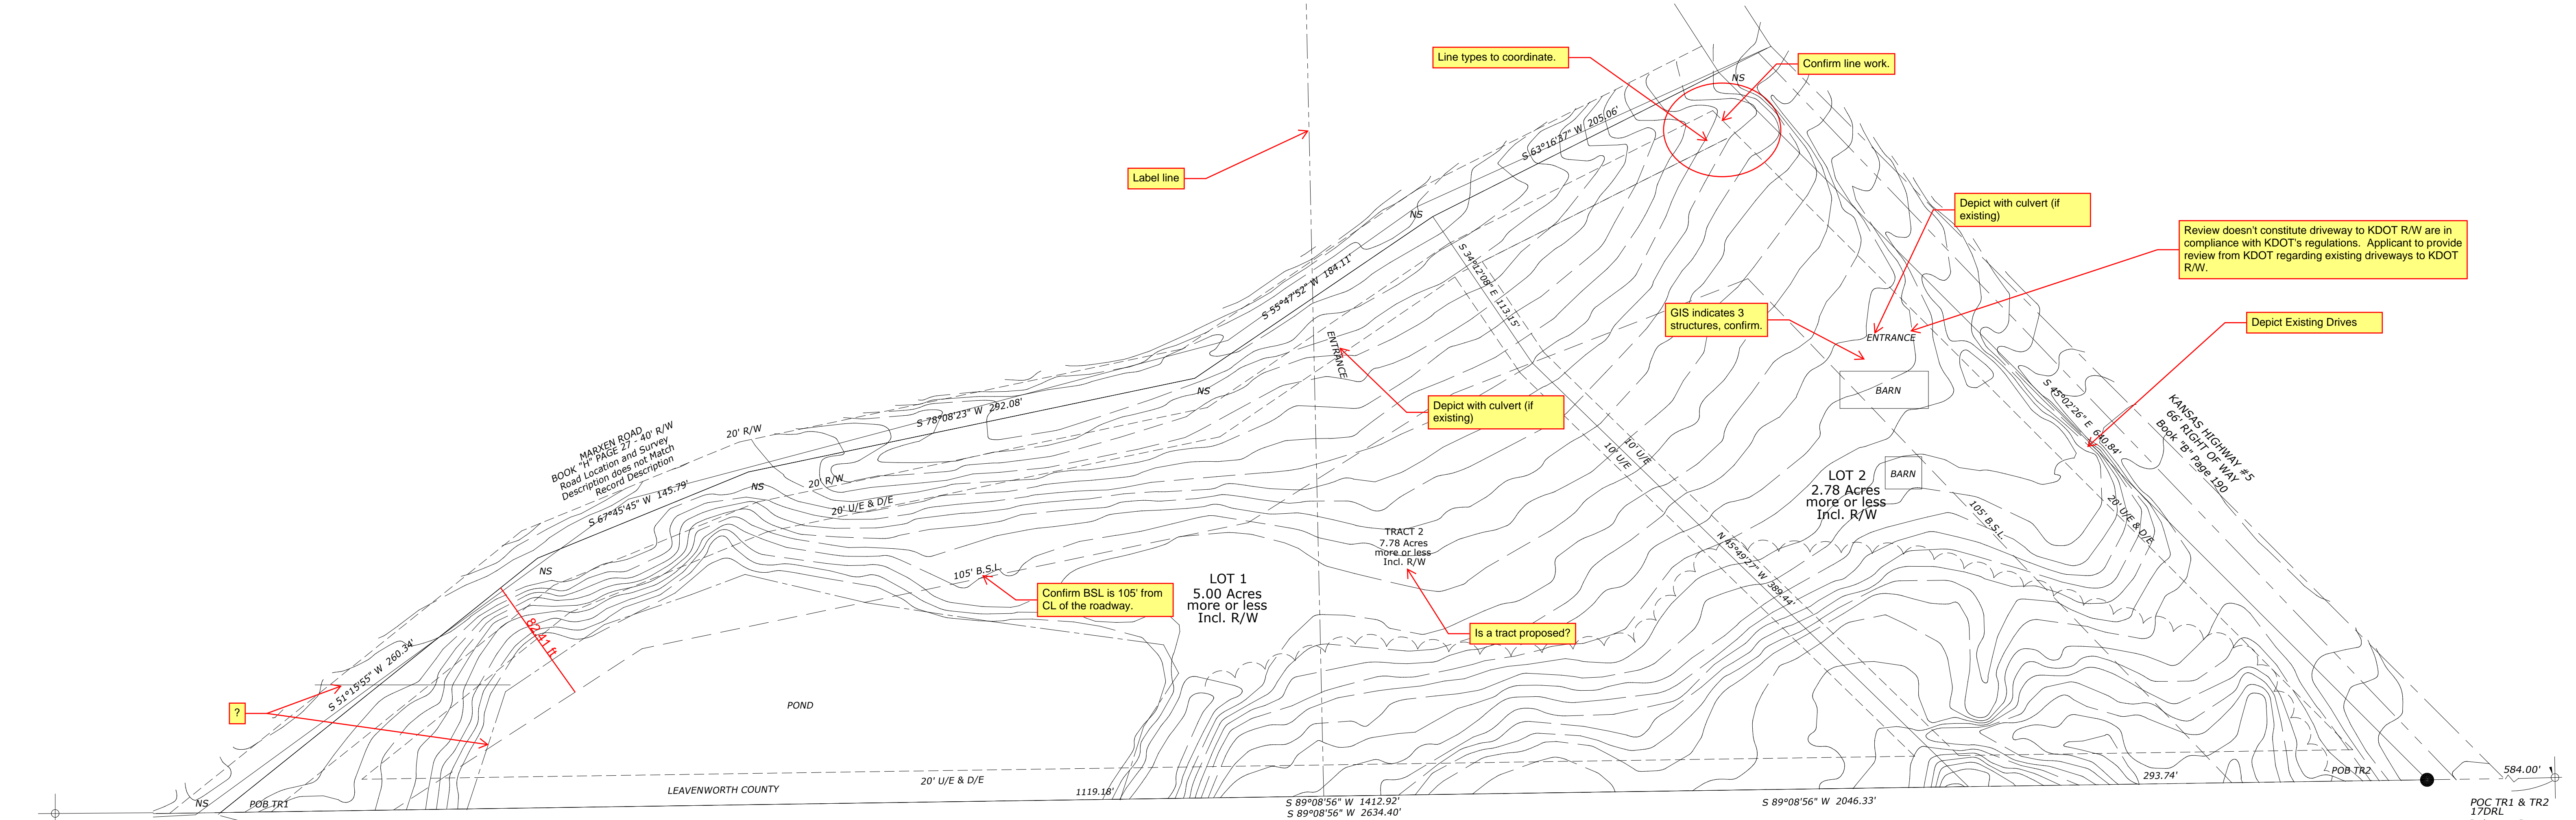 Line types to coordinate.
Confirm line work.
NS
S 63°16'37" W  205.06'
Label line
Depict with culvert (if
existing)
NS
Review doesn't constitute driveway to KDOT R/W are in
compliance with KDOT's regulations.  Applicant to provide
review from KDOT regarding existing driveways to KDOT
R/W.
S 34°12'08" E  113.15'
S 55°47'52" W  184.11'
GIS indicates 3
structures, confirm.
Depict Existing Drives
ENTRANCE
ENTRANCE
BARN
NS
S 78°08'23" W  292.08'
Depict with culvert (if
existing)
S 45°02'26" E  640.84'
KANSAS HIGHWAY #5
66' RIGHT OF WAY
Book "B" Page 190
MARXEN ROAD
BOOK "H" PAGE 27 - 40' R/W
Road Location and Survey
Description does not Match
Record Description
20' R/W
10' U/E
10' U/E
20' R/W
NS
S 67°45'45" W  145.79'
20' U/E & D/E
BARN
LOT 2
2.78 Acres
more or less
Incl. R/W
105' B.S.L.
20' U/E & D/E
TRACT 2
7.78 Acres
more or less
Incl. R/W
N 45°49'27" W  389.44'
NS
105' B.S.L.
LOT 1
5.00 Acres
more or less
Incl. R/W
Confirm BSL is 105' from
CL of the roadway.
Is a tract proposed?
82.41 ft
S 51°15'55" W  260.34'
?
POND
20' U/E & D/E
LEAVENWORTH COUNTY
1119.18'
293.74'
POB TR2
584.00'
NS
POB TR1
S 89°08'56" W  1412.92'
S 89°08'56" W  2634.40'
S 89°08'56" W  2046.33'
POC TR1 & TR2
17DRL